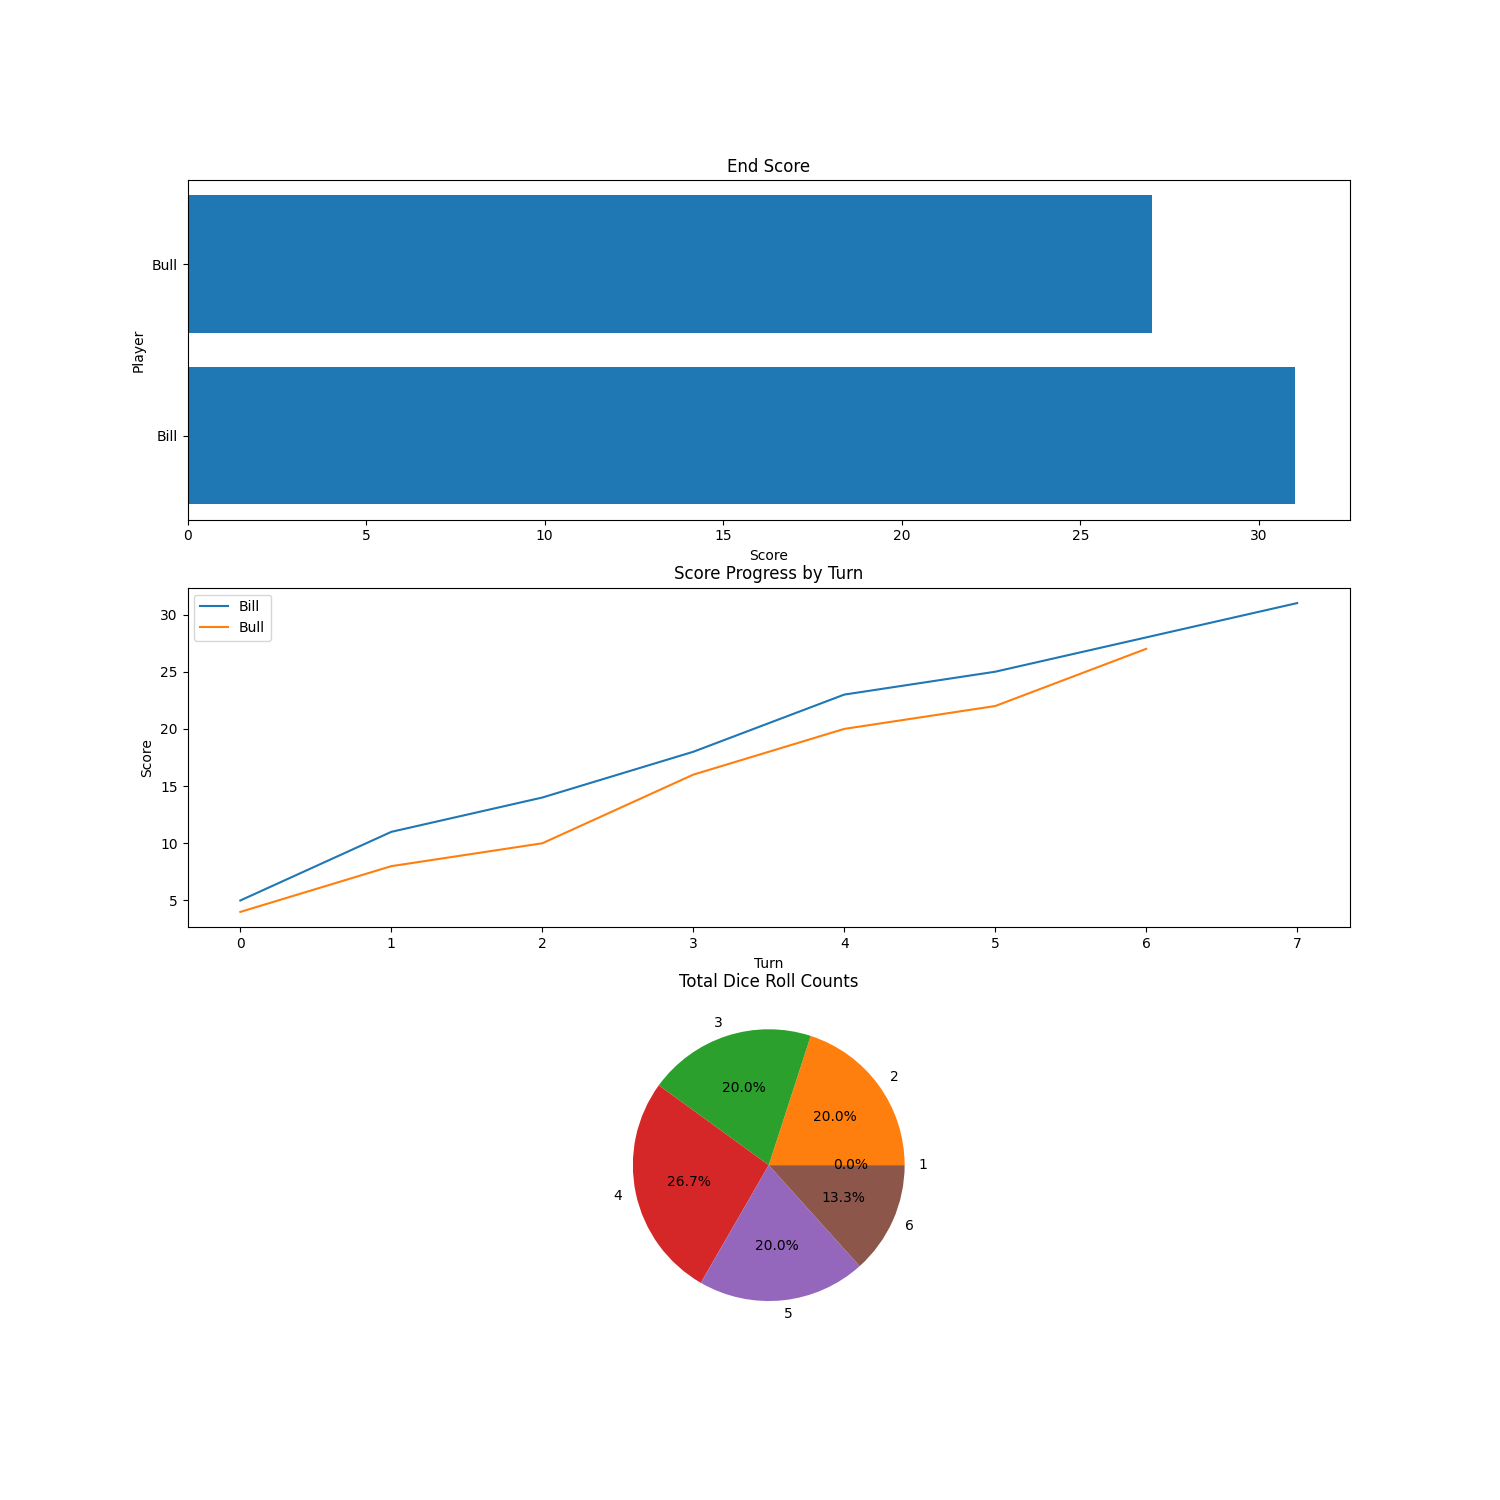 End Score
Bull
Player
Bill
0 5 10 15 20 25 30
Score
Score Progress by Turn
Bill
Bull
30
25
20
Score
15
10
5
0 1 2 3 4 5 6 7
Turn
Total Dice Roll Counts
3
2
20.0%
20.0%
0.0% 1
26.7%
4
13.3%
6
20.0%
5